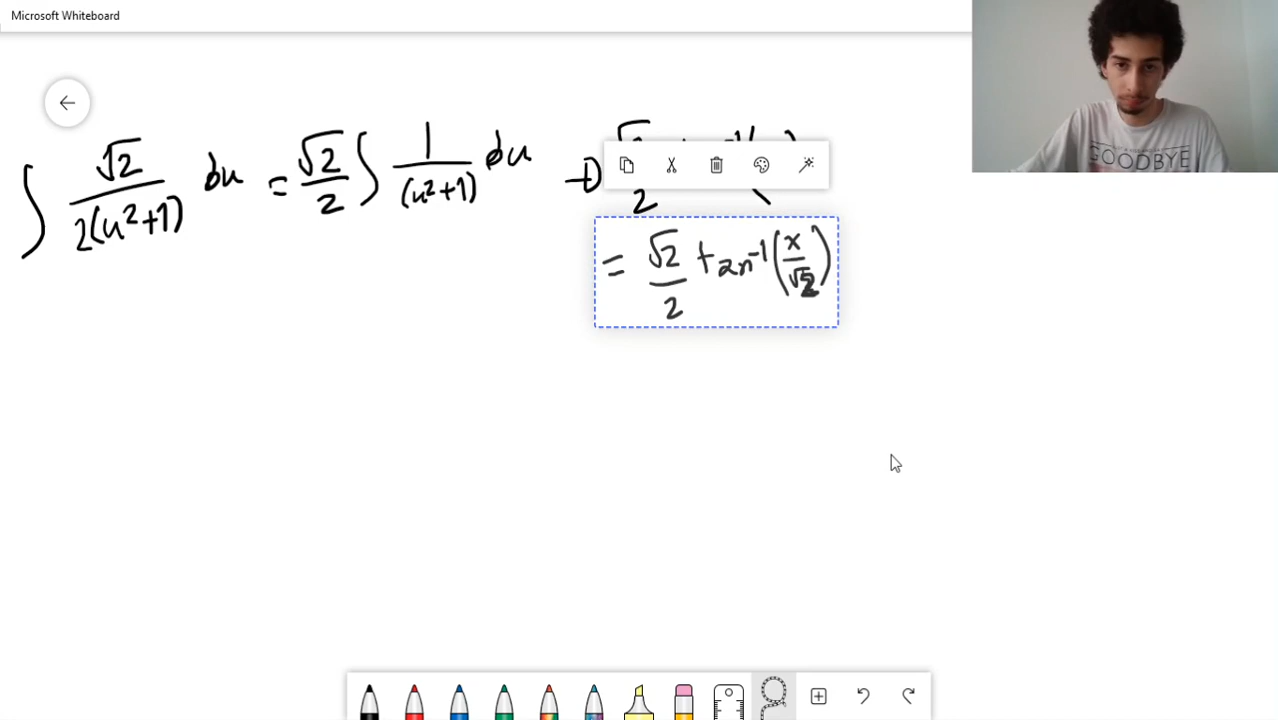 Microsoft Whiteboard
GOODBYE
∫ √2/2(u²+1) du = √2/2 ∫ 1/(u²+1) du
2
= √2/2 tan⁻¹(x/√2)